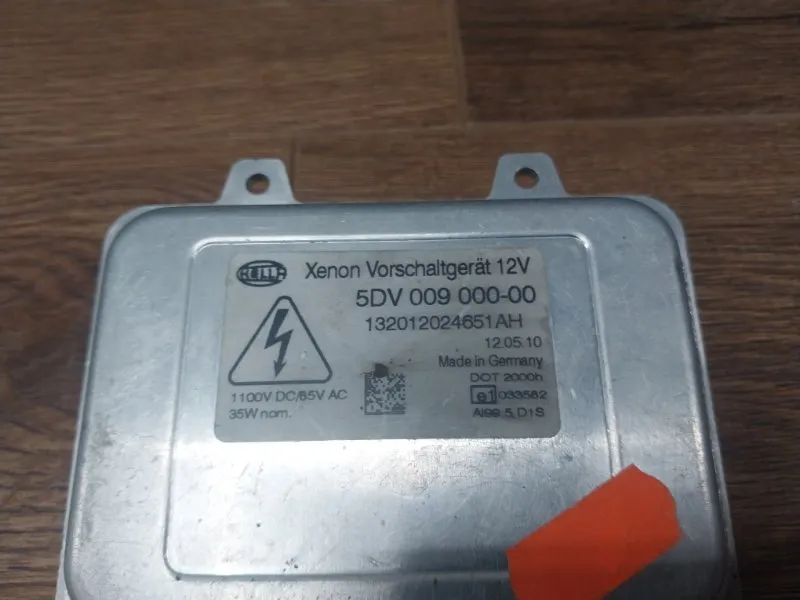 HELLA
Xenon Vorschaltgerät 12V
5DV 009 000-00
132012024651AH
12.05.10
Made in Germany
DOT 2000h
1100V DC/85V AC
e1 033562
35W nom.
AI99.5, D1S